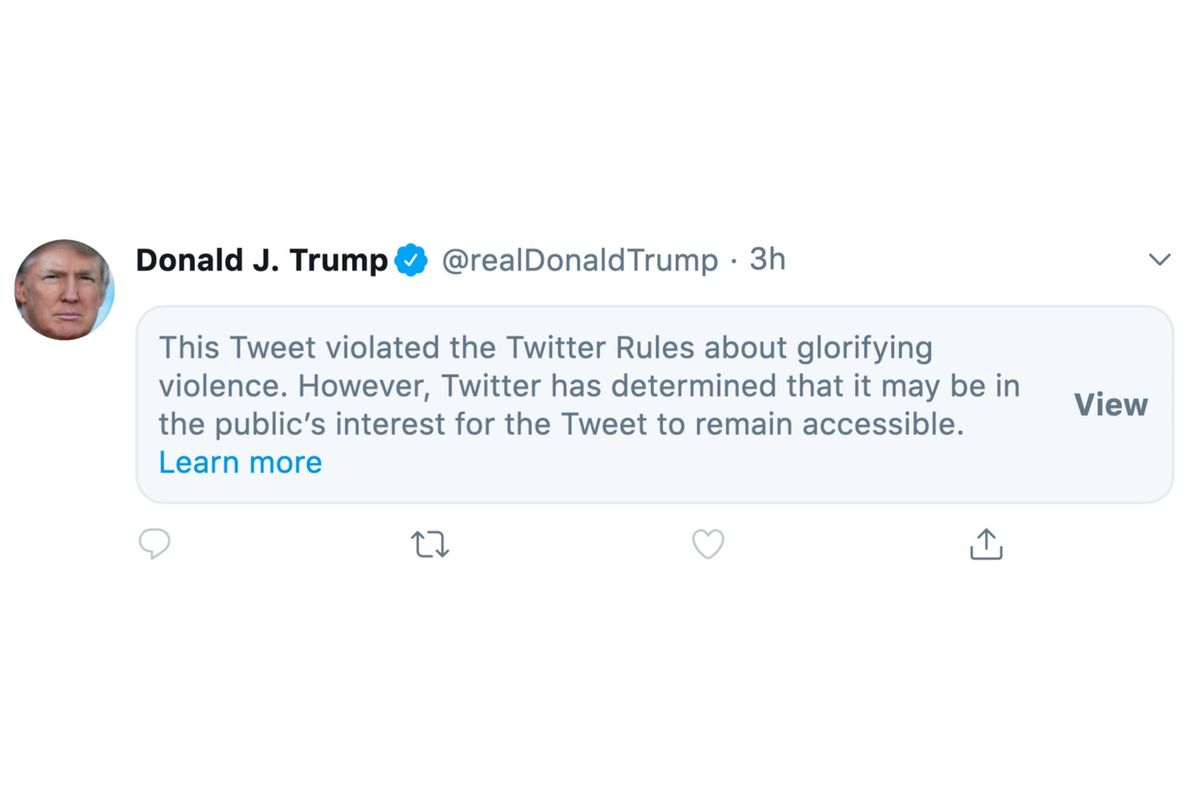 Donald J. Trump @realDonaldTrump · 3h
This Tweet violated the Twitter Rules about glorifying
violence. However, Twitter has determined that it may be in
the public’s interest for the Tweet to remain accessible.
Learn more
View